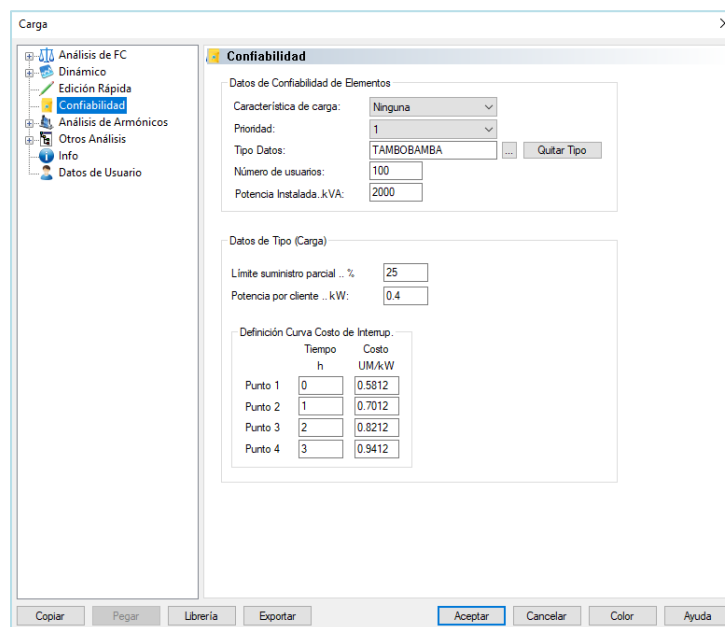 Carga
Análisis de FC
Dinámico
Edición Rápida
Confiabilidad
Análisis de Armónicos
Otros Análisis
Info
Datos de Usuario
Confiabilidad
Datos de Confiabilidad de Elementos
Característica de carga: Ninguna
Prioridad: 1
Tipo Datos: TAMBOBAMBA ... Quitar Tipo
Número de usuarios: 100
Potencia Instalada..kVA: 2000
Datos de Tipo (Carga)
Límite suministro parcial .. % 25
Potencia por cliente .. kW: 0.4
Definición Curva Costo de Interrup.
Tiempo Costo
h UM/kW
Punto 1 0 0.5812
Punto 2 1 0.7012
Punto 3 2 0.8212
Punto 4 3 0.9412
Copiar Pegar Librería Exportar Aceptar Cancelar Color Ayuda